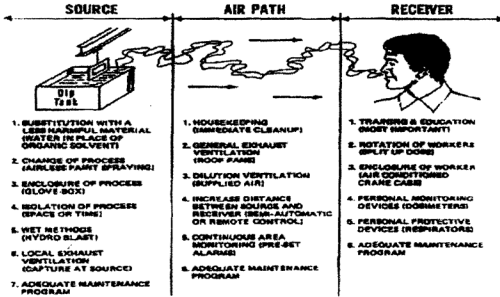 SOURCE
AIR PATH
RECEIVER
Dip
Tank
1. SUBSTITUTION WITH A
LESS HARMFUL MATERIAL
(WATER IN PLACE OF
ORGANIC SOLVENT)
2. CHANGE OF PROCESS
(AIRLESS PAINT SPRAYING)
3. ENCLOSURE OF PROCESS
(GLOVE BOX)
4. ISOLATION OF PROCESS
(SPACE OR TIME)
5. WET METHODS
(HYDRO BLAST)
6. LOCAL EXHAUST
VENTILATION
(CAPTURE AT SOURCE)
7. ADEQUATE MAINTENANCE
PROGRAM
1. HOUSEKEEPING
(IMMEDIATE CLEANUP)
2. GENERAL EXHAUST
VENTILATION
(ROOF FANS)
3. DILUTION VENTILATION
(SUPPLIED AIR)
4. INCREASE DISTANCE
BETWEEN SOURCE AND
RECEIVER (SEMI-AUTOMATIC
OR REMOTE CONTROL)
5. CONTINUOUS AREA
MONITORING (PRE-SET
ALARMS)
6. ADEQUATE MAINTENANCE
PROGRAM
1. TRAINING & EDUCATION
(MOST IMPORTANT)
2. ROTATION OF WORKERS
(SPLIT UP DOSE)
3. ENCLOSURE OF WORKER
(AIR CONDITIONED
CRANE CABS)
4. PERSONAL MONITORING
DEVICES (DOSIMETERS)
5. PERSONAL PROTECTIVE
DEVICES (RESPIRATORS)
6. ADEQUATE MAINTENANCE
PROGRAM